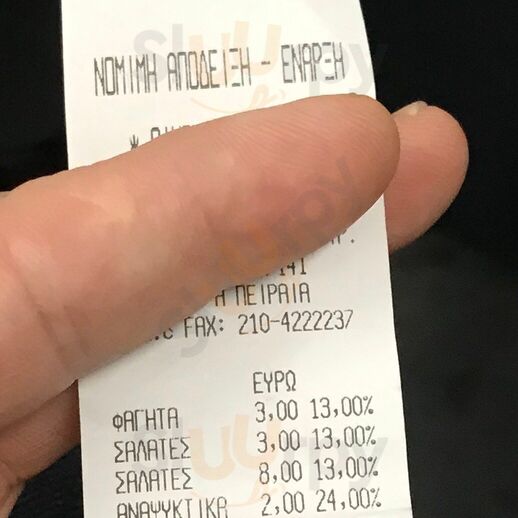 ΝΟΜΙΜΗ ΑΠΟΔΕΙΞΗ - ΕΝΑΡΞΗ
*
141
ΠΕΙΡΑΙΑ
FAX: 210-4222237
ΕΥΡΩ
ΦΑΓΗΤΑ 3,00 13,00%
ΣΑΛΑΤΕΣ 3,00 13,00%
ΣΑΛΑΤΕΣ 8,00 13,00%
ΑΝΑΨΥΚΤΙΚΑ 2,00 24,00%